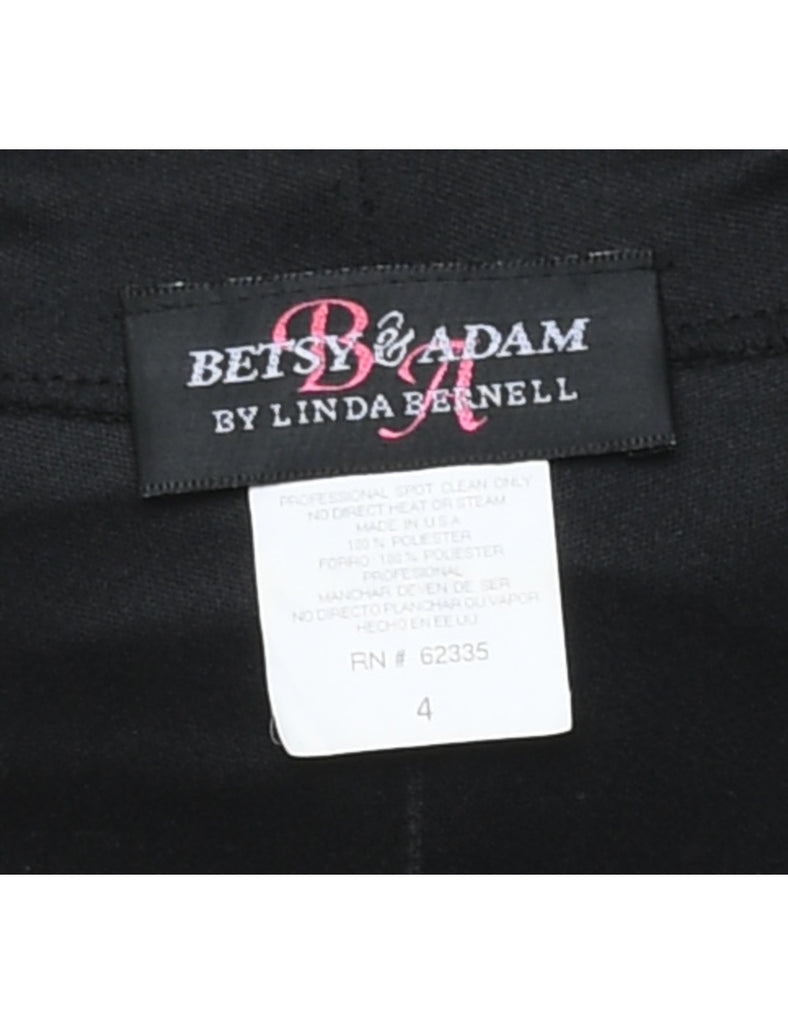 BETSY & ADAM
BA
BY LINDA BERNELL
PROFESSIONAL SPOT CLEAN ONLY
NO DIRECT HEAT OR STEAM
MADE IN U.S.A
100% POLIESTER
FORRO: 100% POLIESTER
PROFESIONAL
MANCHAR DEVEN DE SER
NO DIRECTO PLANCHAR OU VAPOR
HECHO EN EE UU
RN # 62335
4